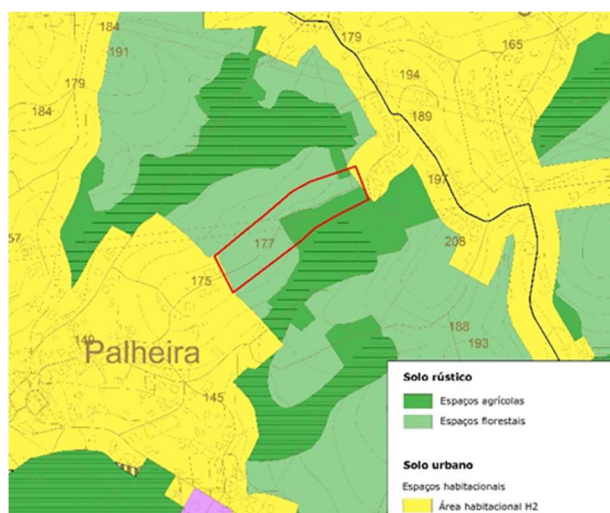 184
179
191
165
179
194
184
189
197
57
177
208
175
188
149
193
Palheira
145
Solo rústico
Espaços agrícolas
Espaços florestais
Solo urbano
Espaços habitacionais
Área habitacional H2